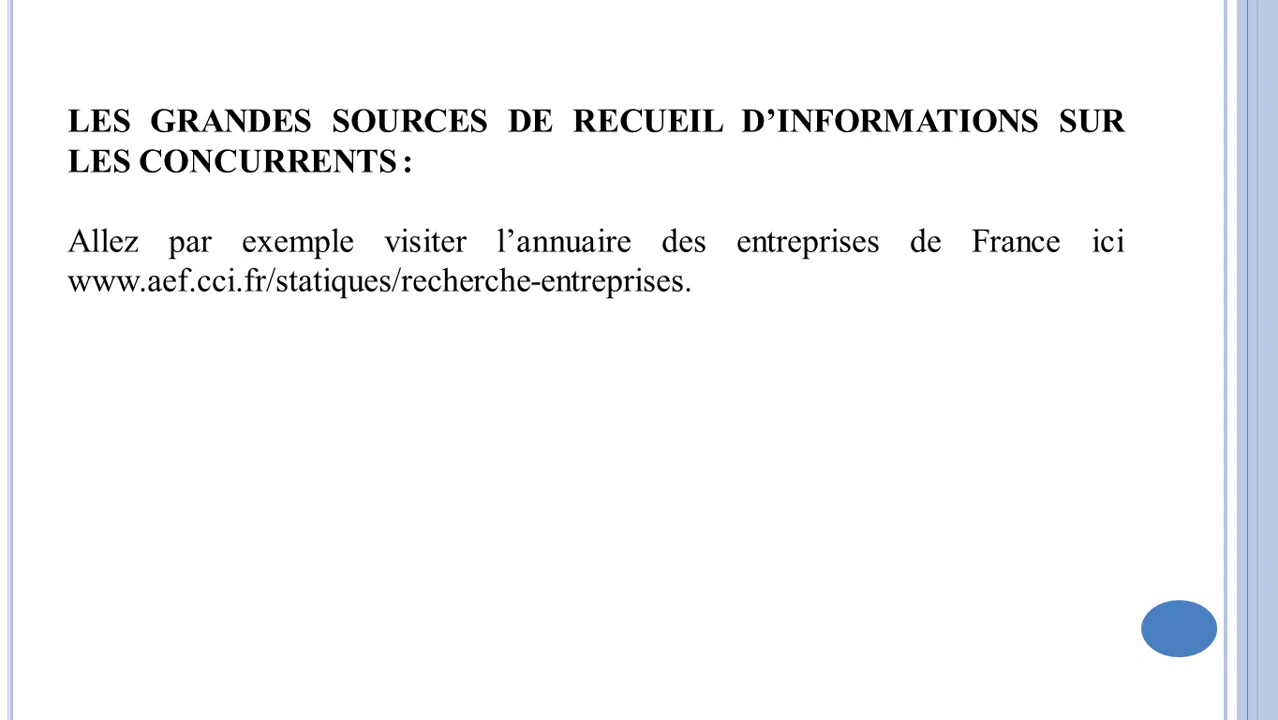 LES GRANDES SOURCES DE RECUEIL D’INFORMATIONS SUR
LES CONCURRENTS :
Allez par exemple visiter l’annuaire des entreprises de France ici
www.aef.cci.fr/statiques/recherche-entreprises.